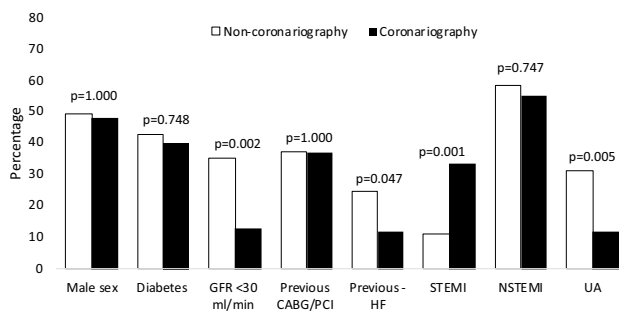 80
70
60
50
40
30
20
10
0
Percentage
Non-coronariography Coronariography
p=1.000
p=0.748
p=0.002
p=1.000
p=0.047
p=0.001
p=0.747
p=0.005
Male sex Diabetes GFR <30 Previous Previous - STEMI NSTEMI UA
ml/min CABG/PCI HF